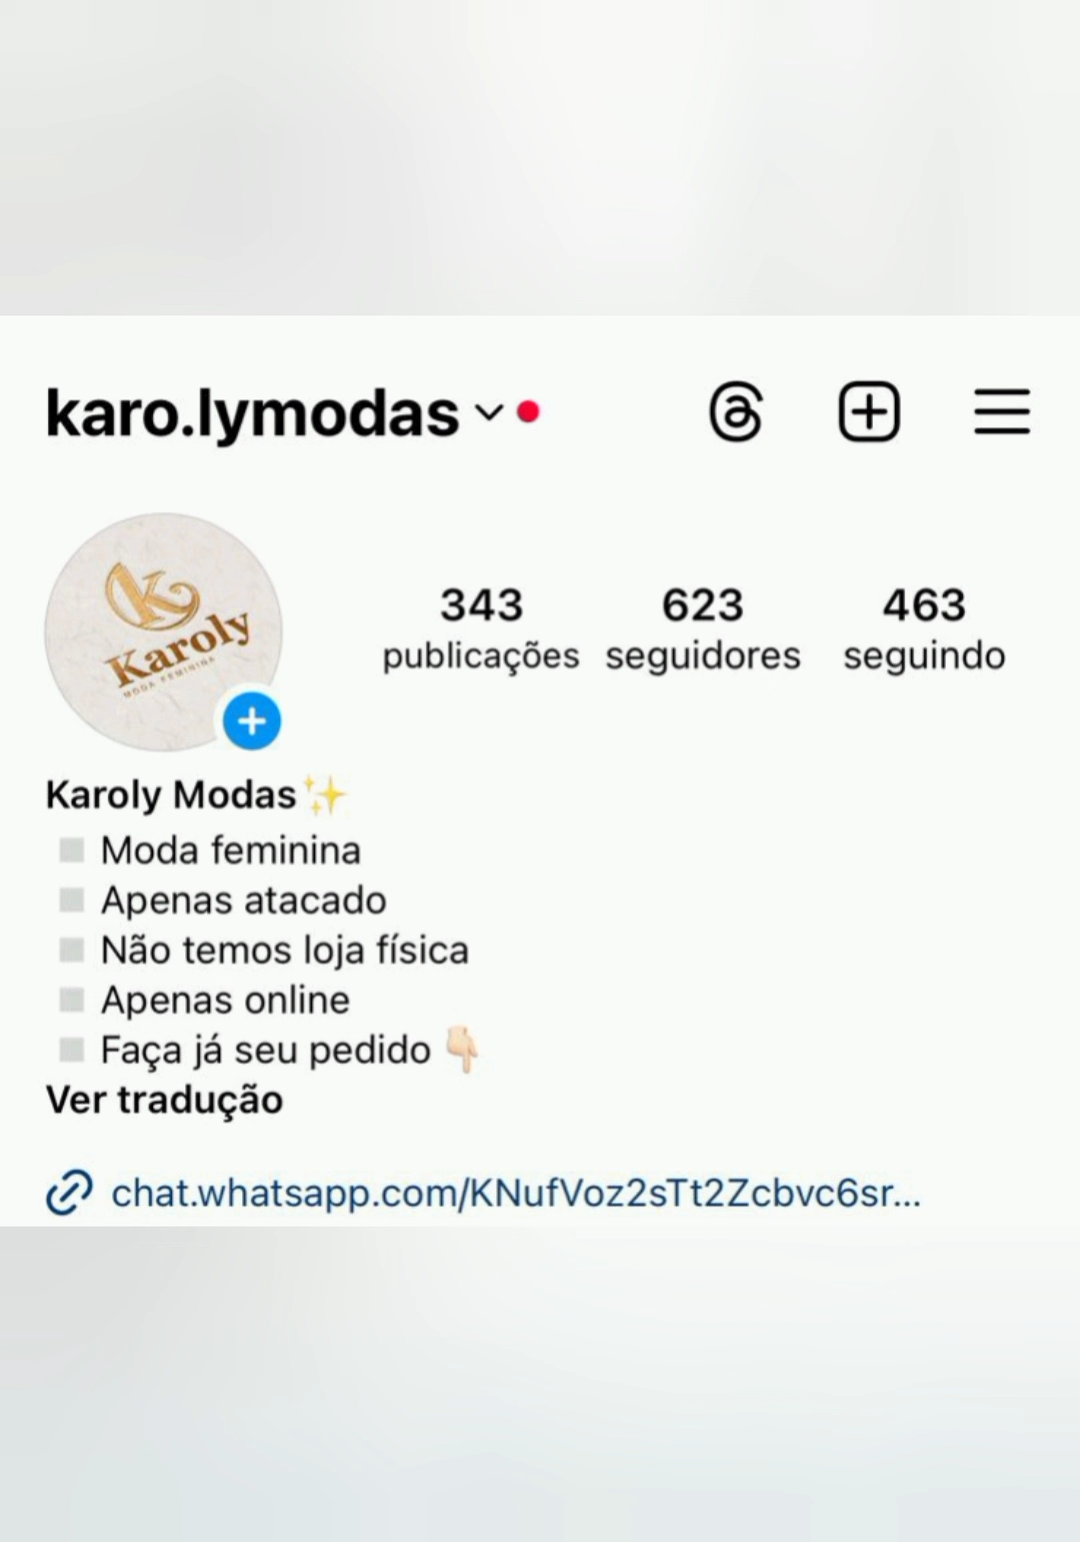 karo.lymodas
Karoly
MODA FEMININA
343 623 463
publicações seguidores seguindo
Karoly Modas✨
Moda feminina
Apenas atacado
Não temos loja física
Apenas online
Faça já seu pedido 👇🏻
Ver tradução
chat.whatsapp.com/KNufVoz2sTt2Zcbvc6sr...